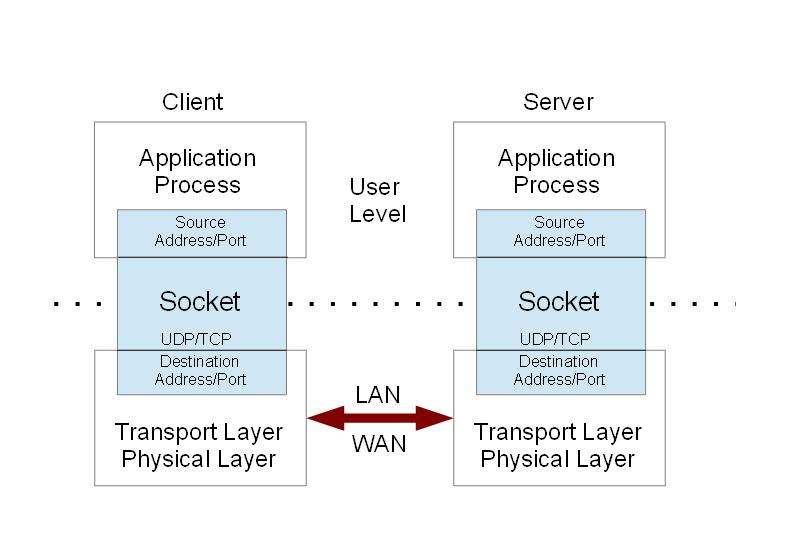 Client
Application
Process
Source
Address/Port
Socket
UDP/TCP
Destination
Address/Port
Transport Layer
Physical Layer
User
Level
LAN
WAN
Server
Application
Process
Source
Address/Port
Socket
UDP/TCP
Destination
Address/Port
Transport Layer
Physical Layer